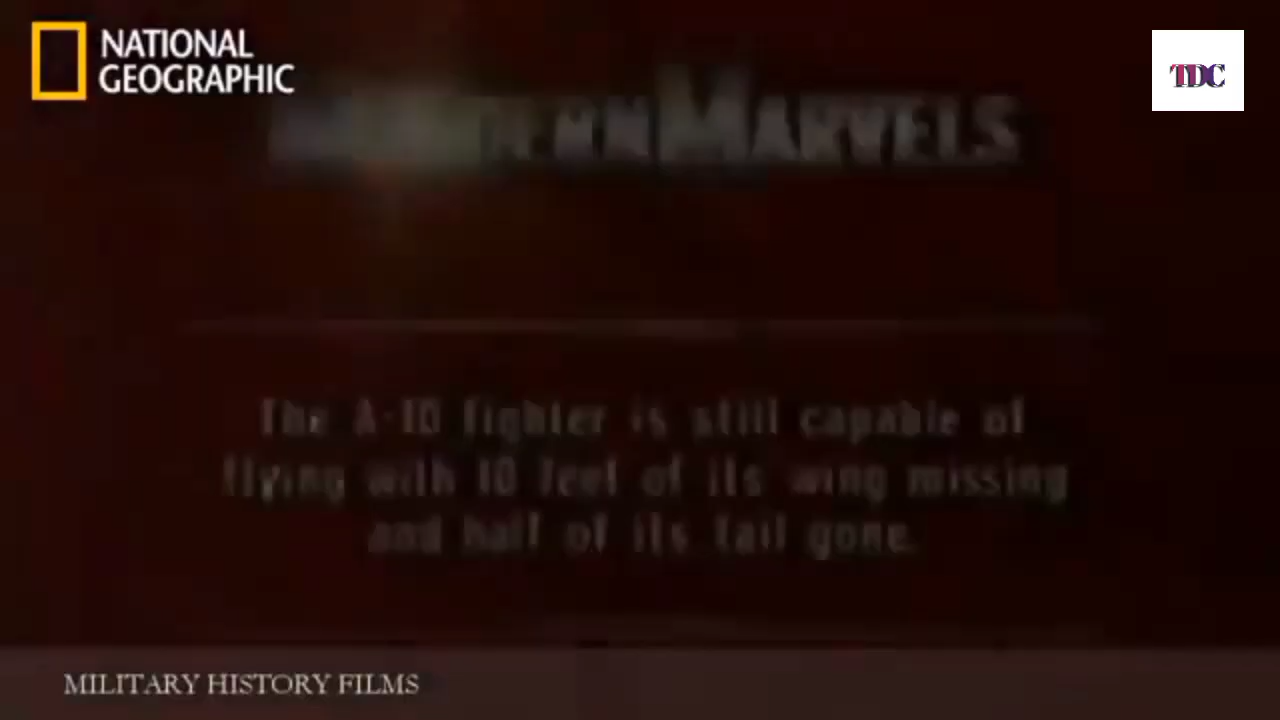 NATIONAL
GEOGRAPHIC
TDC
MODERN MARVELS
The A-10 fighter is still capable of
flying with 10 feet of its wing missing
and half of its tail gone.
MILITARY HISTORY FILMS